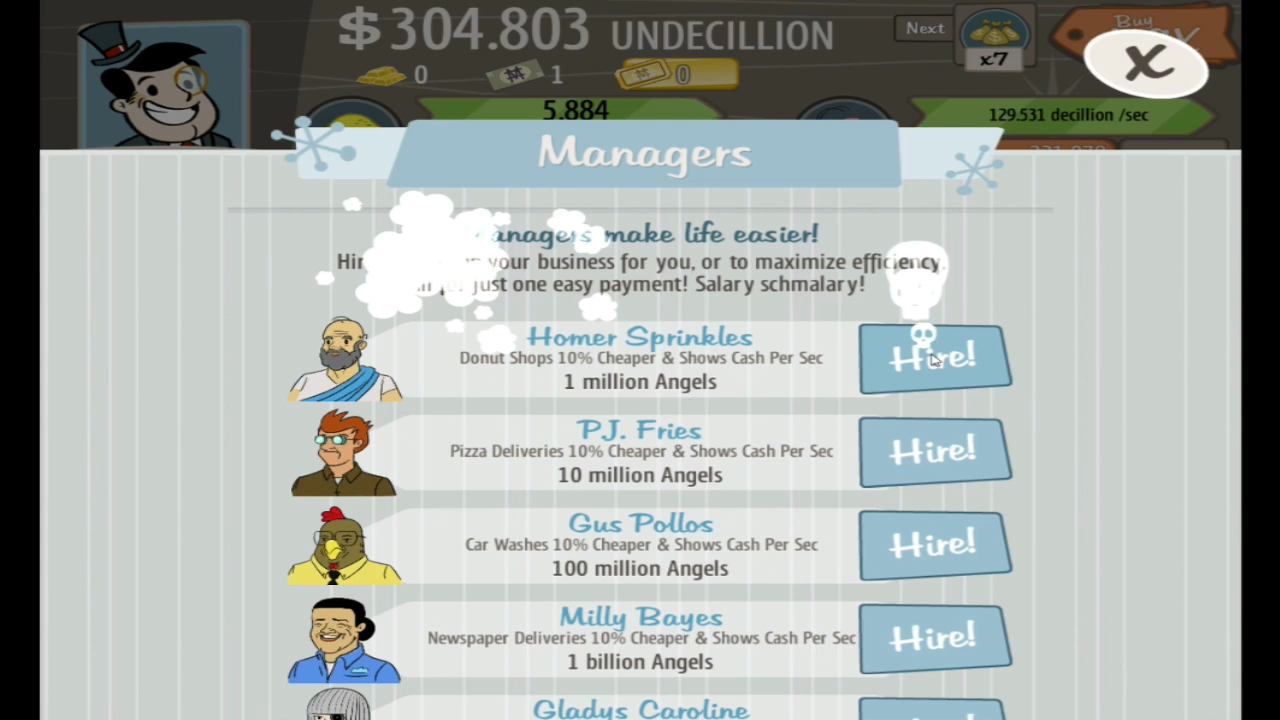 $304.803 UNDECILLION
Next
Buy
x7
x
0
1
0
5.884
129.531 decillion /sec
Managers
anagers make life easier!
your business for you, or to maximize efficiency.
just one easy payment! Salary schmalary!
Homer Sprinkles
Donut Shops 10% Cheaper & Shows Cash Per Sec
1 million Angels
Hire!
P.J. Fries
Pizza Deliveries 10% Cheaper & Shows Cash Per Sec
10 million Angels
Hire!
Gus Pollos
Car Washes 10% Cheaper & Shows Cash Per Sec
100 million Angels
Hire!
Milly Bayes
Newspaper Deliveries 10% Cheaper & Shows Cash Per Sec
1 billion Angels
Hire!
Gladys Caroline